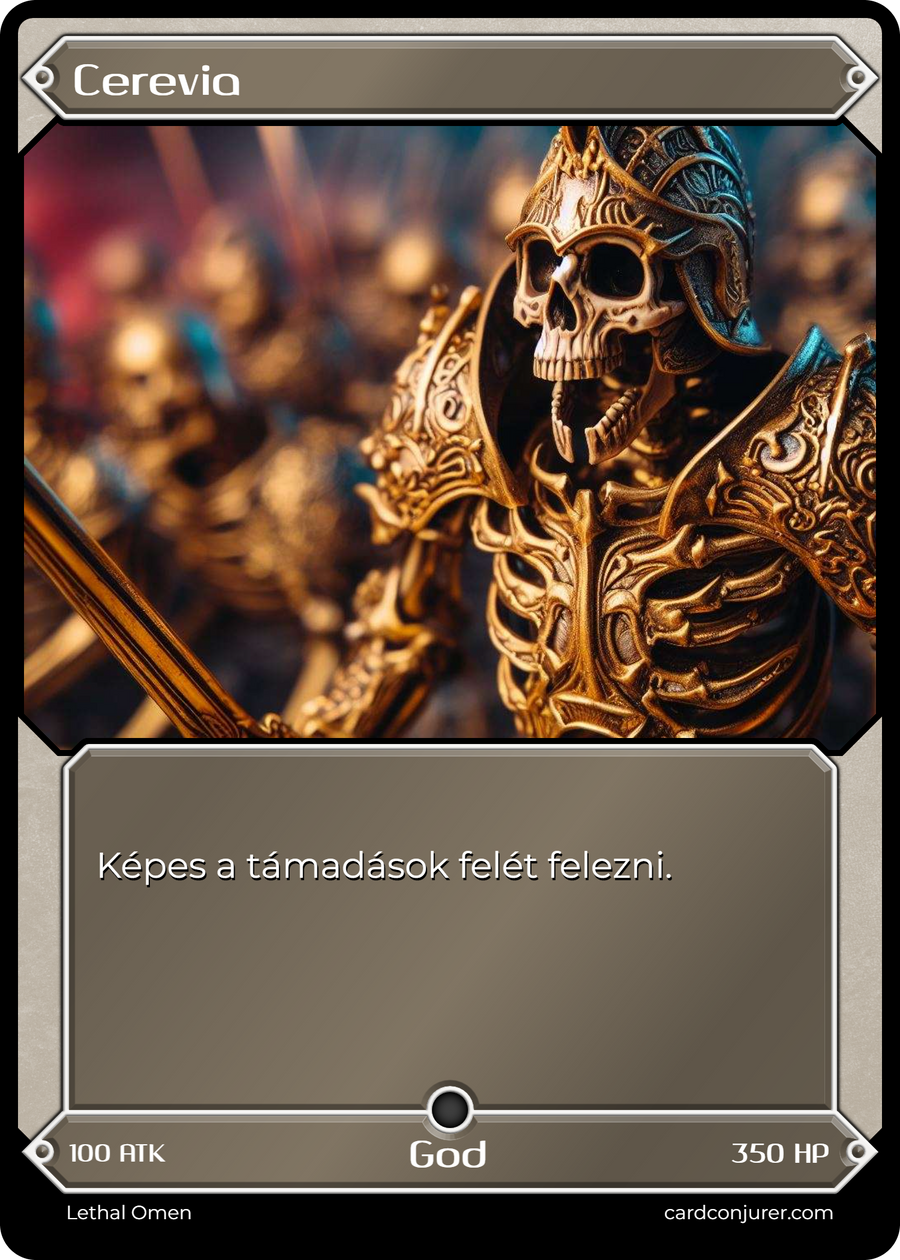 Cerevia
Képes a támadások felét felezni.
100 ATK
God
350 HP
Lethal Omen
cardconjurer.com